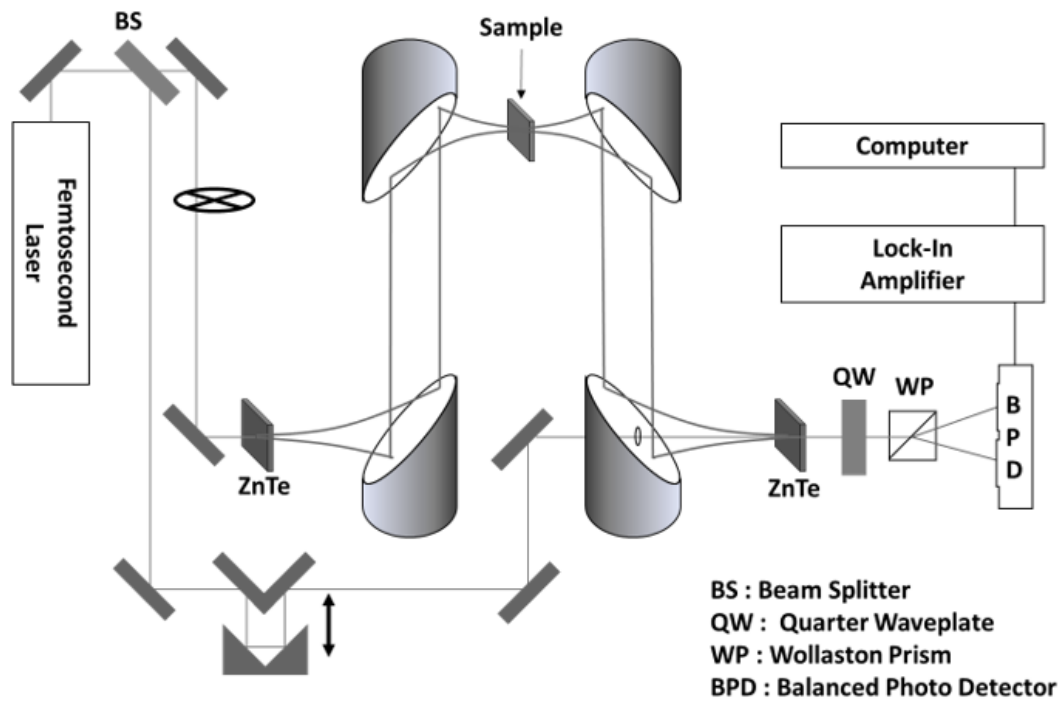 BS
Sample
Femtosecond
Laser
Computer
Lock-In
Amplifier
QW
WP
B
P
D
ZnTe
ZnTe
BS : Beam Splitter
QW : Quarter Waveplate
WP : Wollaston Prism
BPD : Balanced Photo Detector